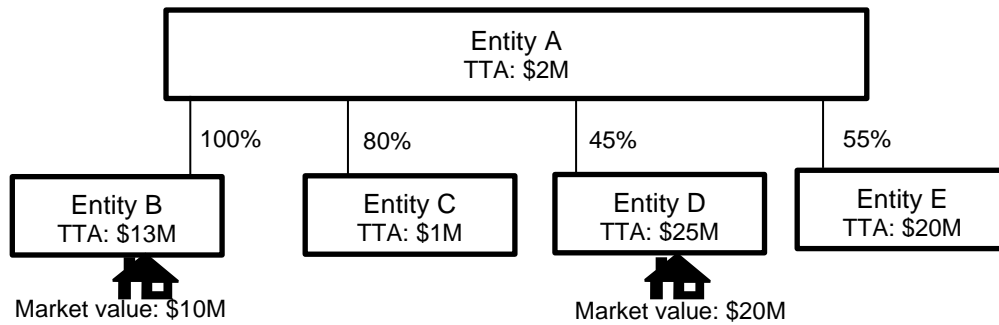 Entity A
TTA: $2M
100%
80%
45%
55%
Entity B
TTA: $13M
Entity C
TTA: $1M
Entity D
TTA: $25M
Entity E
TTA: $20M
Market value: $10M
Market value: $20M